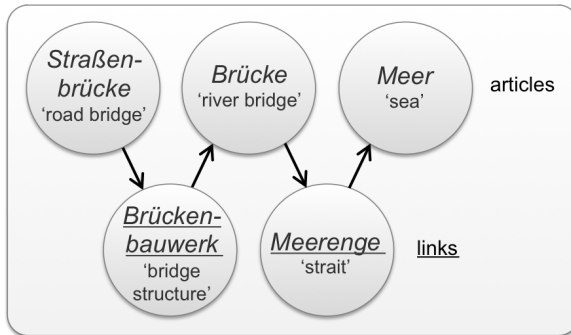 Straßen-
brücke
‘road bridge’
Brücke
‘river bridge’
Meer
‘sea’
articles
Brücken-
bauwerk
‘bridge
structure’
Meerenge
‘strait’
links